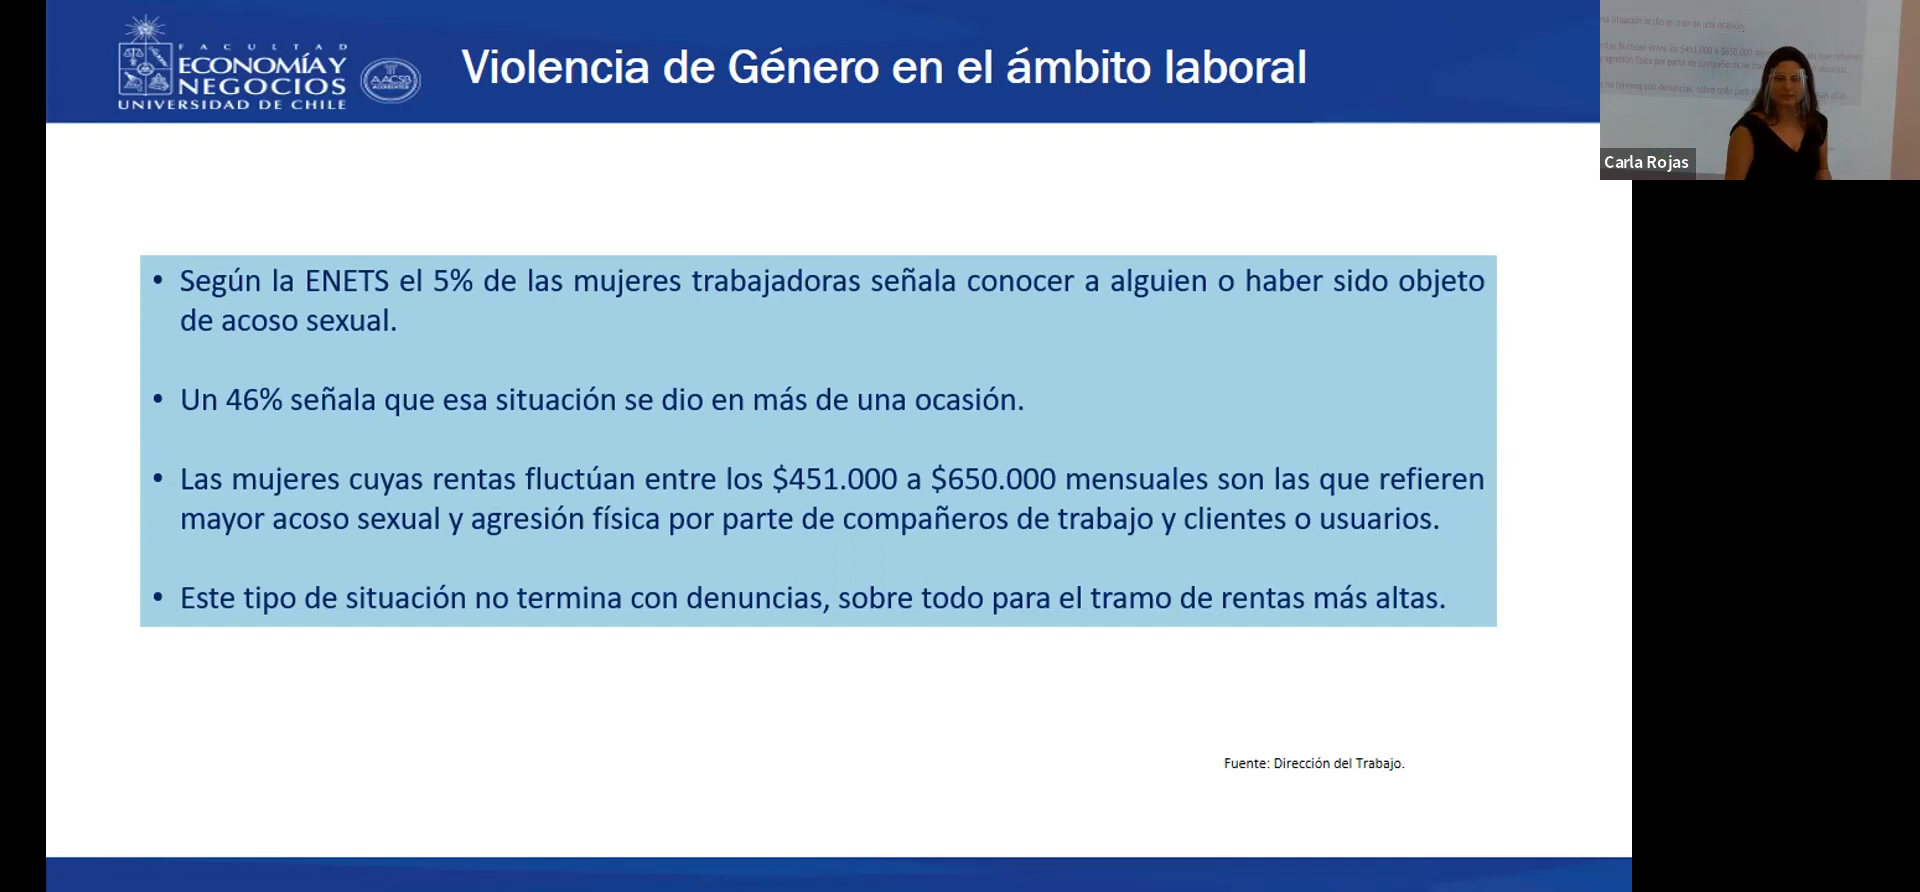 FACULTAD
ECONOMÍA Y
NEGOCIOS
UNIVERSIDAD DE CHILE
AACSB
Violencia de Género en el ámbito laboral
Carla Rojas
• Según la ENETS el 5% de las mujeres trabajadoras señala conocer a alguien o haber sido objeto
de acoso sexual.
• Un 46% señala que esa situación se dio en más de una ocasión.
• Las mujeres cuyas rentas fluctúan entre los $451.000 a $650.000 mensuales son las que refieren
mayor acoso sexual y agresión física por parte de compañeros de trabajo y clientes o usuarios.
• Este tipo de situación no termina con denuncias, sobre todo para el tramo de rentas más altas.
Fuente: Dirección del Trabajo.